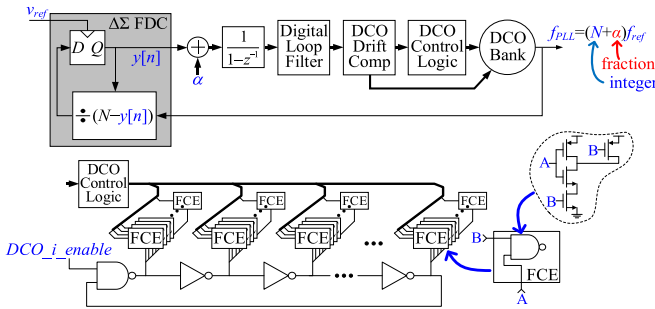 v_ref
ΔΣ FDC
D Q
y[n]
÷(N−y[n])
α
1
1−z⁻¹
Digital
Loop
Filter
DCO
Drift
Comp
DCO
Control
Logic
DCO
Bank
f_PLL=(N+α)f_ref
fraction
integer
DCO
Control
Logic
FCE
FCE
FCE
FCE
FCE
FCE
FCE
FCE
DCO_i_enable
A
B
B
B
FCE
A